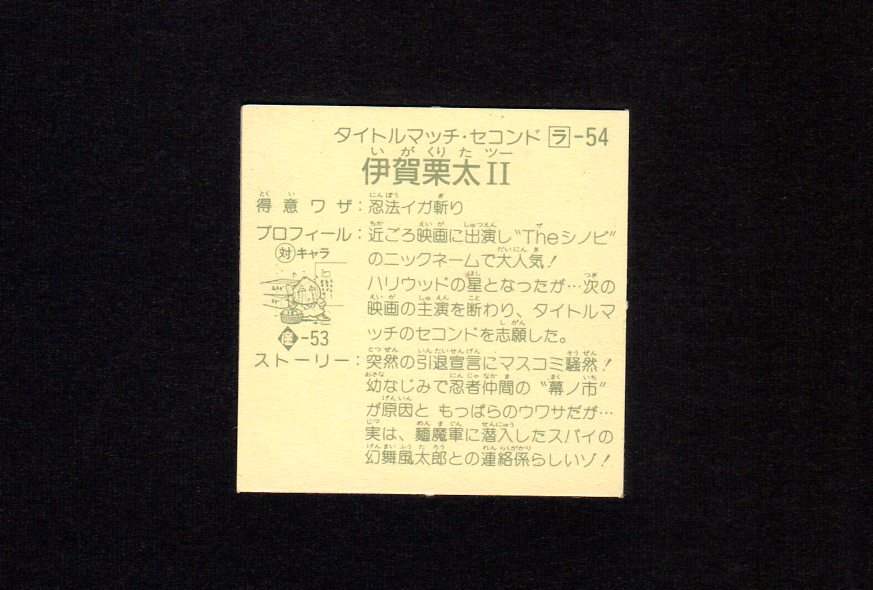 タイトルマッチ・セコンド ラ-54
いがくりたツー
伊賀栗太II
得意ワザ:忍法イガ斬り
プロフィール:近ごろ映画に出演し“Theシノビ”
のニックネームで大人気!
ハリウッドの星となったが…次の
映画の主演を断わり、タイトルマ
ッチのセコンドを志願した。
対キャラ
-53
ストーリー:突然の引退宣言にマスコミ騒然!
幼なじみで忍者仲間の“幕ノ市”
が原因と もっぱらのウワサだが…
実は、麺魔軍に潜入したスパイの
幻舞風太郎との連絡係らしいゾ!